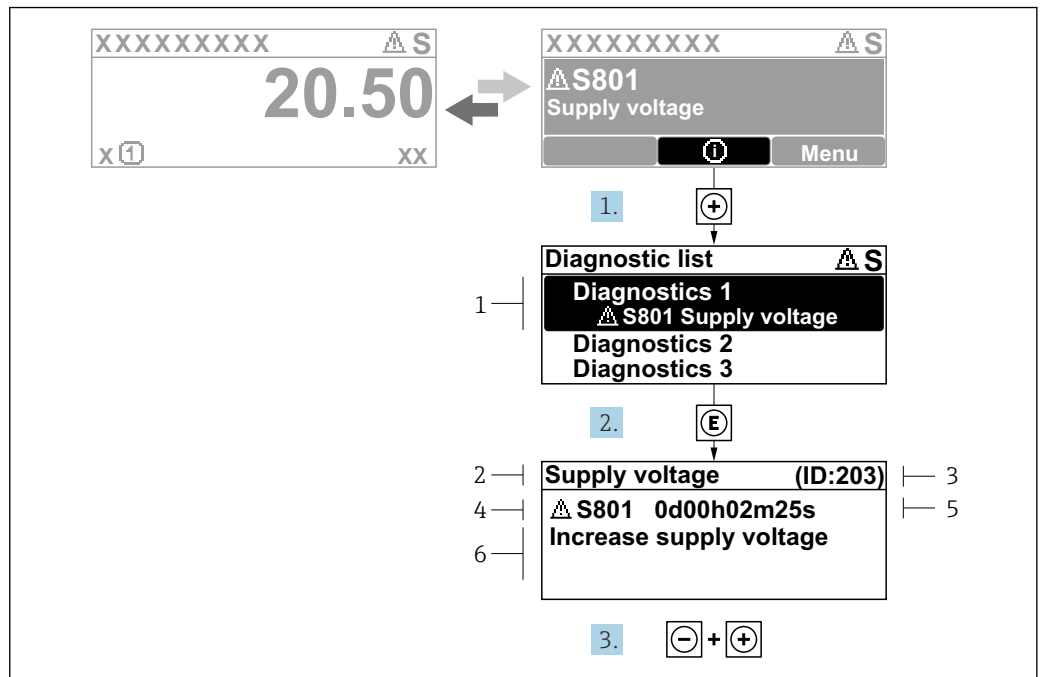 XXXXXXXXX ⚠ S
20.50
x ① xx
XXXXXXXXX ⚠ S
⚠ S801
Supply voltage
ⓘ Menu
1. ⊕
Diagnostic list ⚠ S
1 Diagnostics 1
⚠ S801 Supply voltage
Diagnostics 2
Diagnostics 3
2. Ⓔ
2 Supply voltage (ID:203) 3
4 ⚠ S801 0d00h02m25s 5
6 Increase supply voltage
3. ⊖ + ⊕